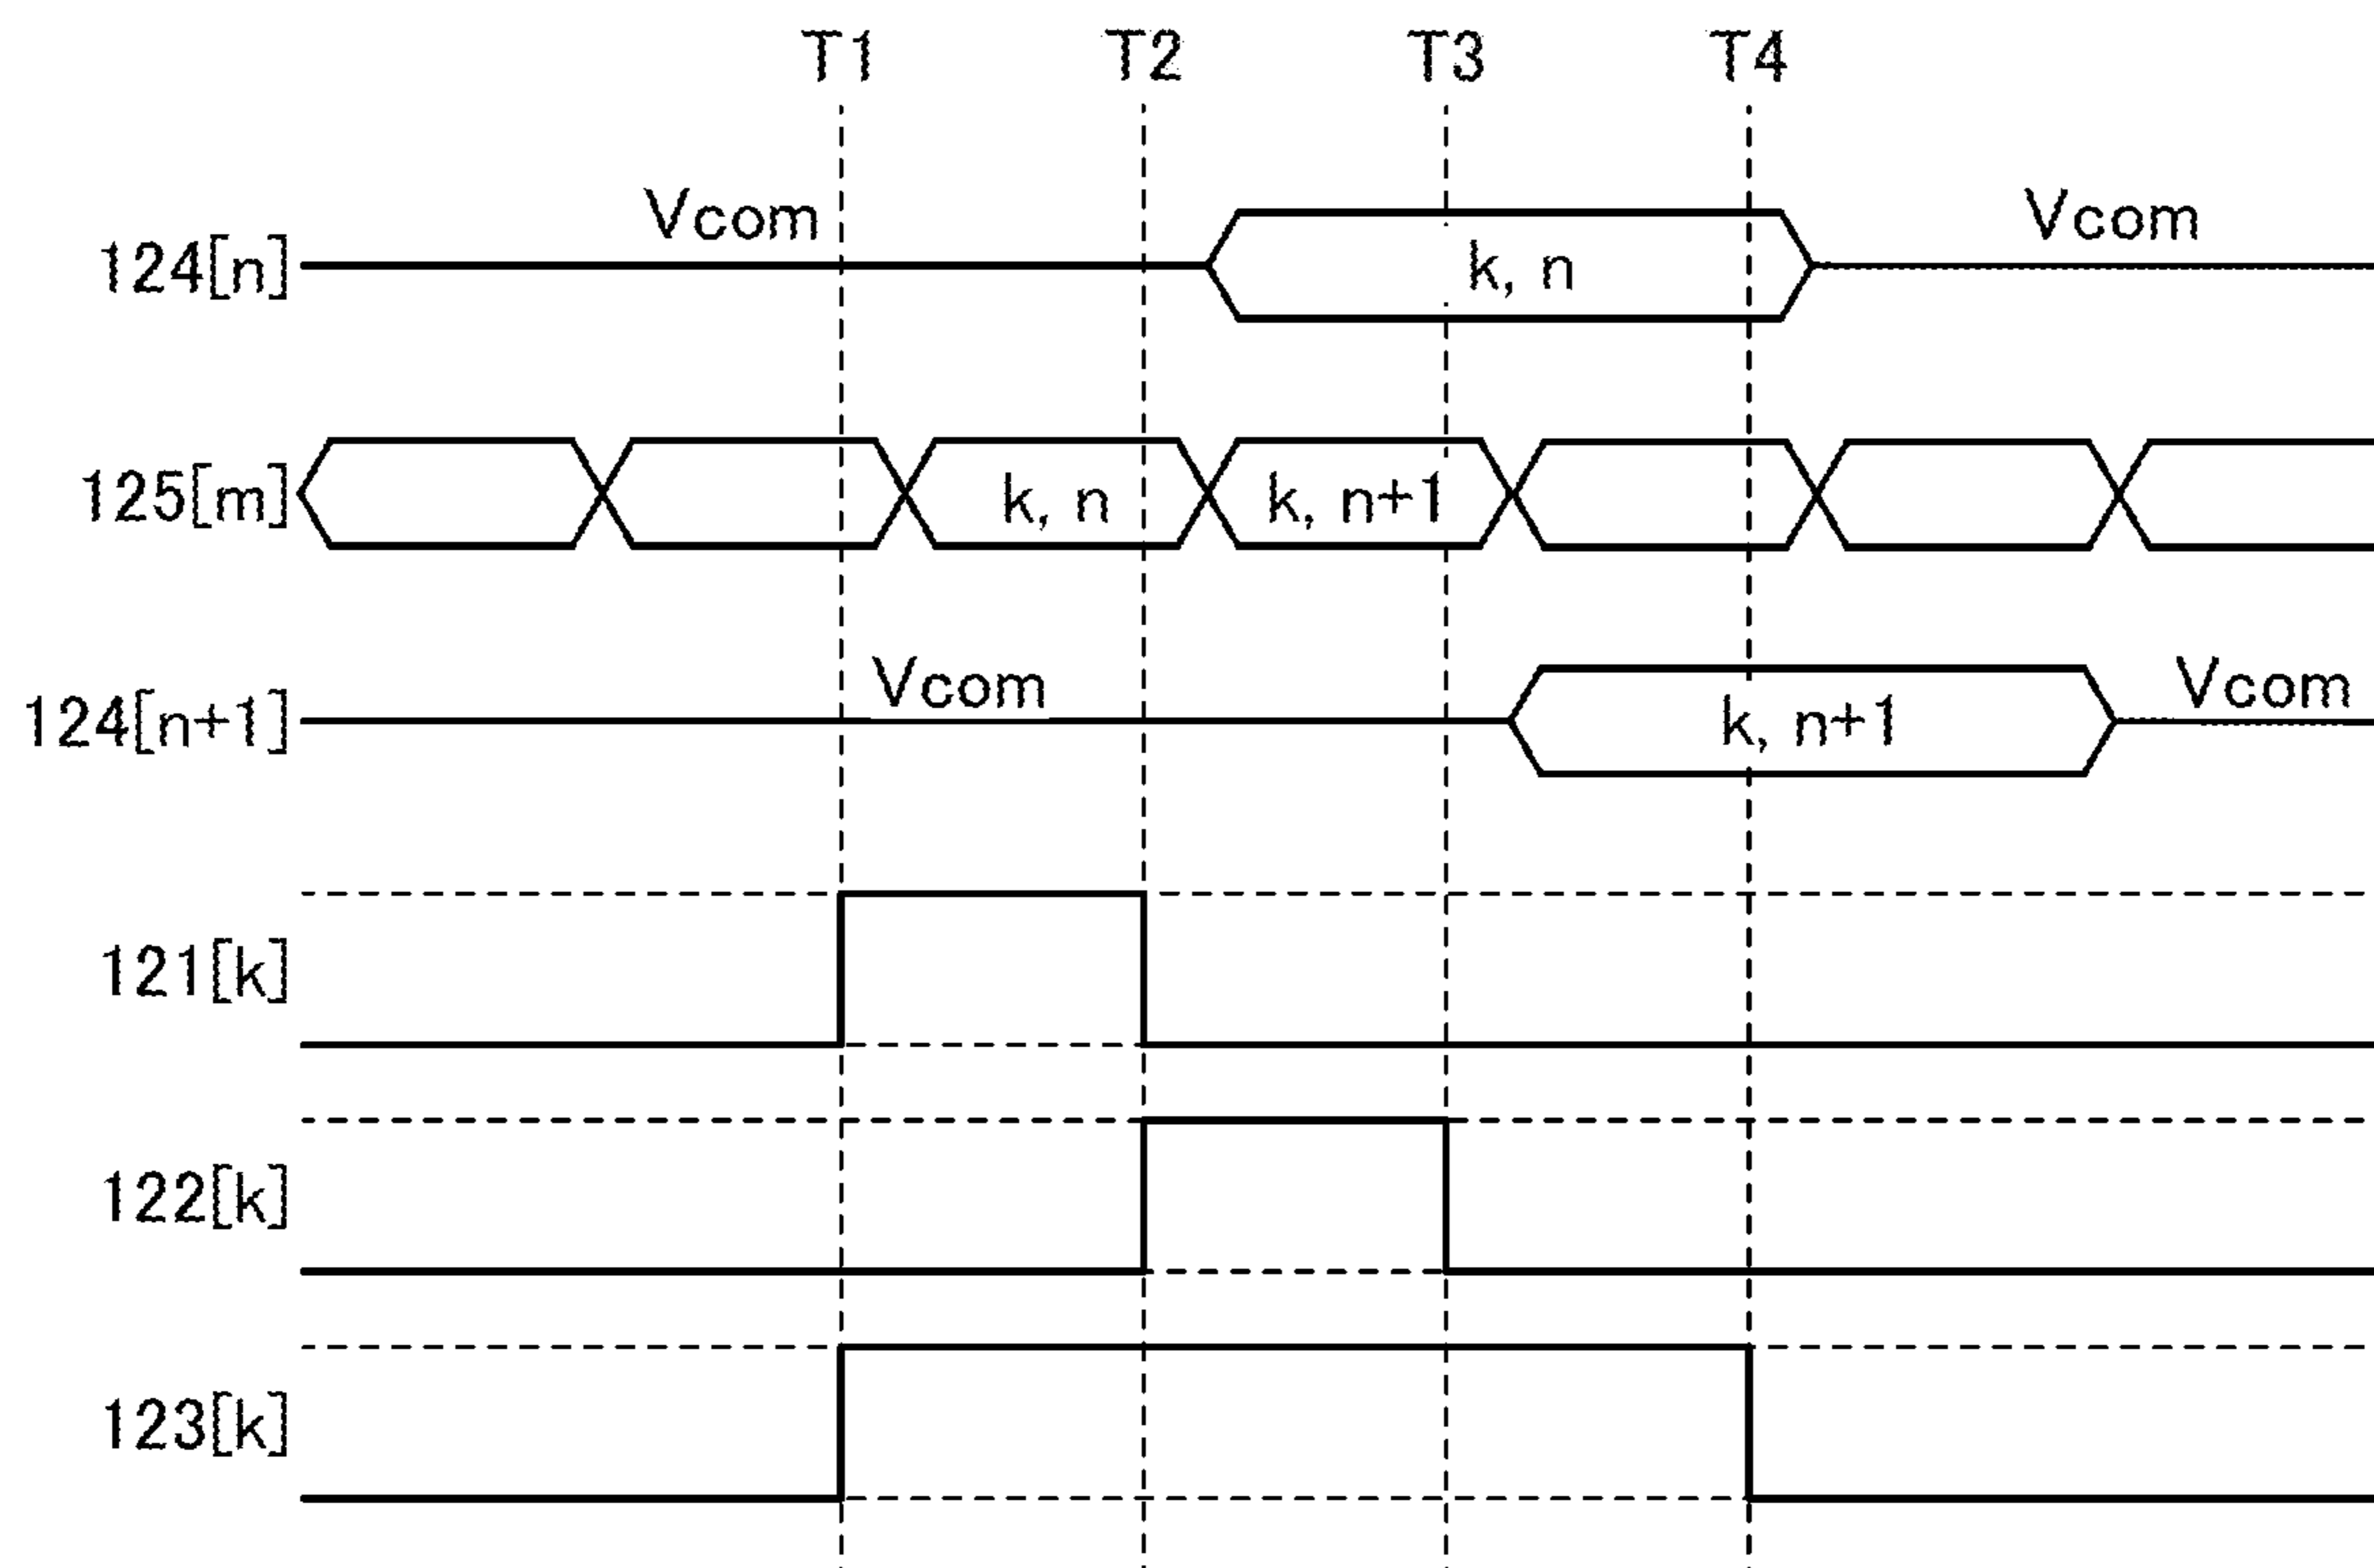 T1 T2 T3 T4
124[n] Vcom k, n Vcom
125[m] k, n k, n+1
124[n+1] Vcom k, n+1 Vcom
121[k]
122[k]
123[k]